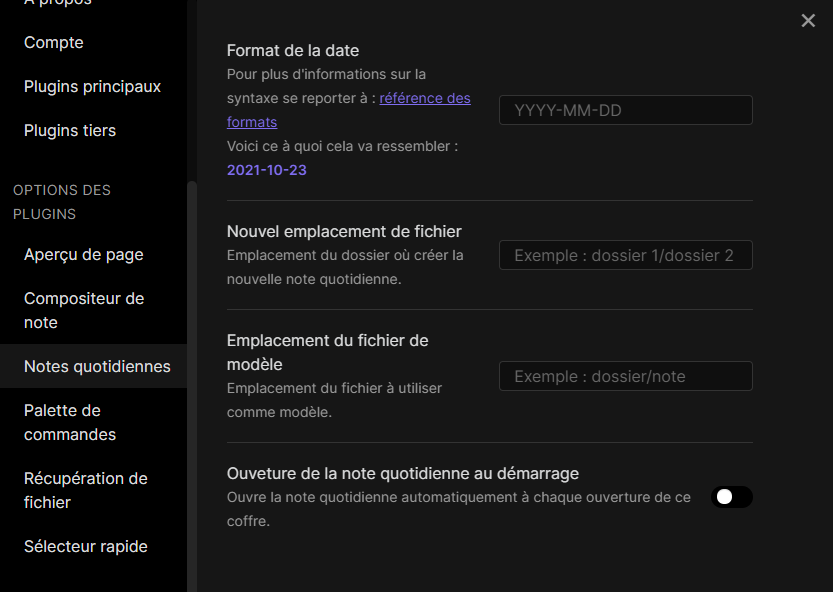 À propos
Compte
Plugins principaux
Plugins tiers
OPTIONS DES
PLUGINS
Aperçu de page
Compositeur de
note
Notes quotidiennes
Palette de
commandes
Récupération de
fichier
Sélecteur rapide
Format de la date
Pour plus d'informations sur la
syntaxe se reporter à : référence des
formats
Voici ce à quoi cela va ressembler :
2021-10-23
YYYY-MM-DD
Nouvel emplacement de fichier
Emplacement du dossier où créer la
nouvelle note quotidienne.
Exemple : dossier 1/dossier 2
Emplacement du fichier de
modèle
Emplacement du fichier à utiliser
comme modèle.
Exemple : dossier/note
Ouveture de la note quotidienne au démarrage
Ouvre la note quotidienne automatiquement à chaque ouverture de ce
coffre.